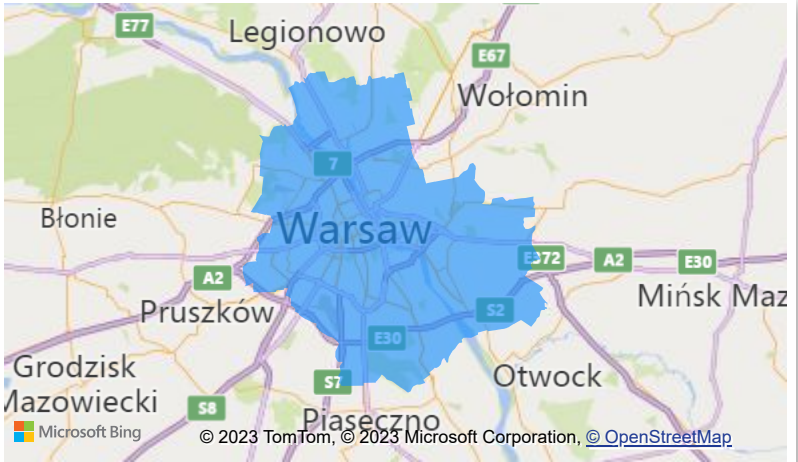 E77
Legionowo
E67
Wołomin
7
Błonie
Warsaw
E372
A2
E30
A2
Mińsk Maz
Pruszków
S2
E30
Grodzisk
Mazowiecki
S7
Otwock
S8
Piaseczno
Microsoft Bing
© 2023 TomTom, © 2023 Microsoft Corporation, © OpenStreetMap